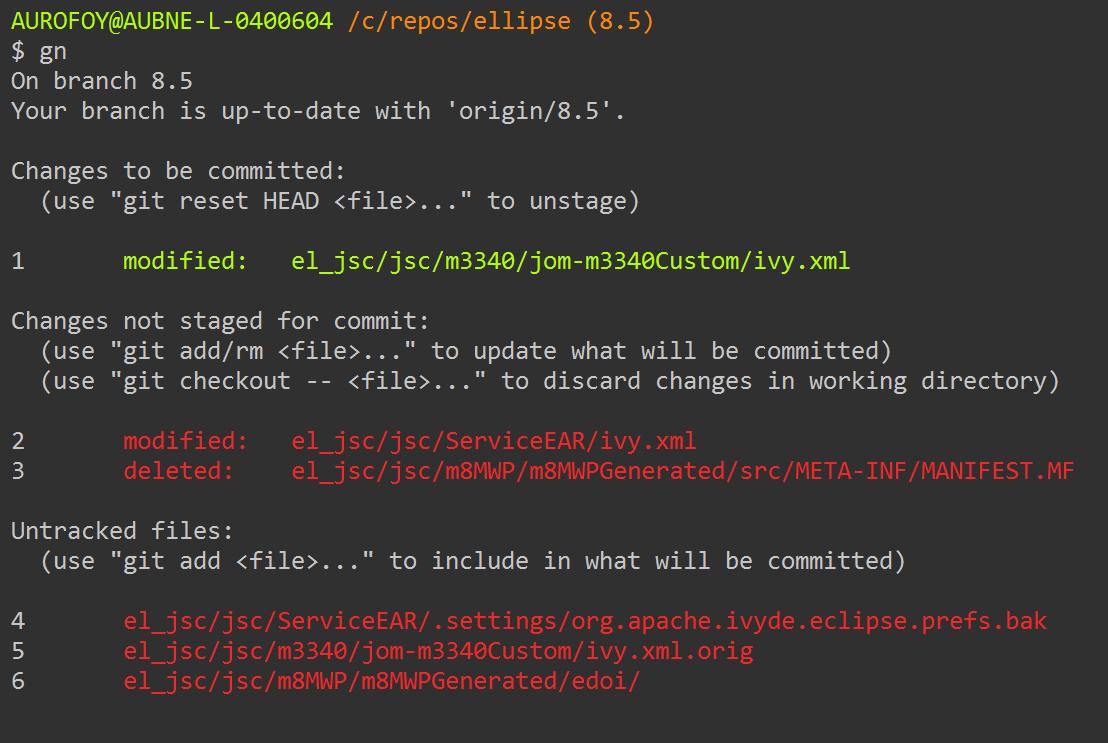 AUROFOY@AUBNE-L-0400604 /c/repos/ellipse (8.5)
$ gn
On branch 8.5
Your branch is up-to-date with 'origin/8.5'.
Changes to be committed:
  (use "git reset HEAD <file>..." to unstage)
1       modified:   el_jsc/jsc/m3340/jom-m3340Custom/ivy.xml
Changes not staged for commit:
  (use "git add/rm <file>..." to update what will be committed)
  (use "git checkout -- <file>..." to discard changes in working directory)
2       modified:   el_jsc/jsc/ServiceEAR/ivy.xml
3       deleted:    el_jsc/jsc/m8MWP/m8MWPGenerated/src/META-INF/MANIFEST.MF
Untracked files:
  (use "git add <file>..." to include in what will be committed)
4       el_jsc/jsc/ServiceEAR/.settings/org.apache.ivyde.eclipse.prefs.bak
5       el_jsc/jsc/m3340/jom-m3340Custom/ivy.xml.orig
6       el_jsc/jsc/m8MWP/m8MWPGenerated/edoi/